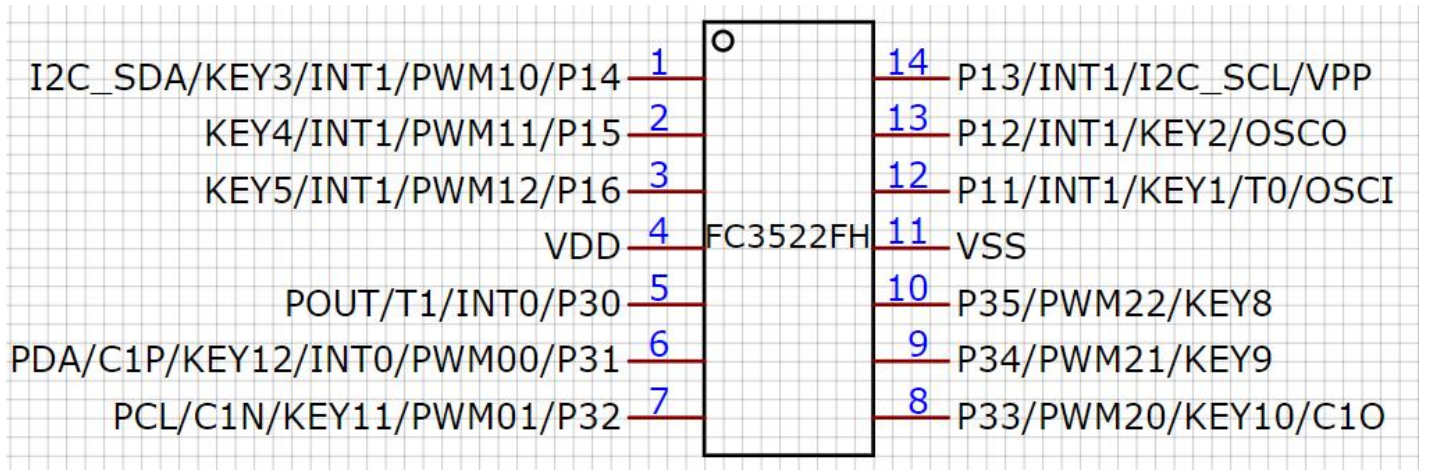 I2C_SDA/KEY3/INT1/PWM10/P14 1 14 P13/INT1/I2C_SCL/VPP
KEY4/INT1/PWM11/P15 2 13 P12/INT1/KEY2/OSCO
KEY5/INT1/PWM12/P16 3 12 P11/INT1/KEY1/T0/OSCI
VDD 4 FC3522FH 11 VSS
POUT/T1/INT0/P30 5 10 P35/PWM22/KEY8
PDA/C1P/KEY12/INT0/PWM00/P31 6 9 P34/PWM21/KEY9
PCL/C1N/KEY11/PWM01/P32 7 8 P33/PWM20/KEY10/C1O